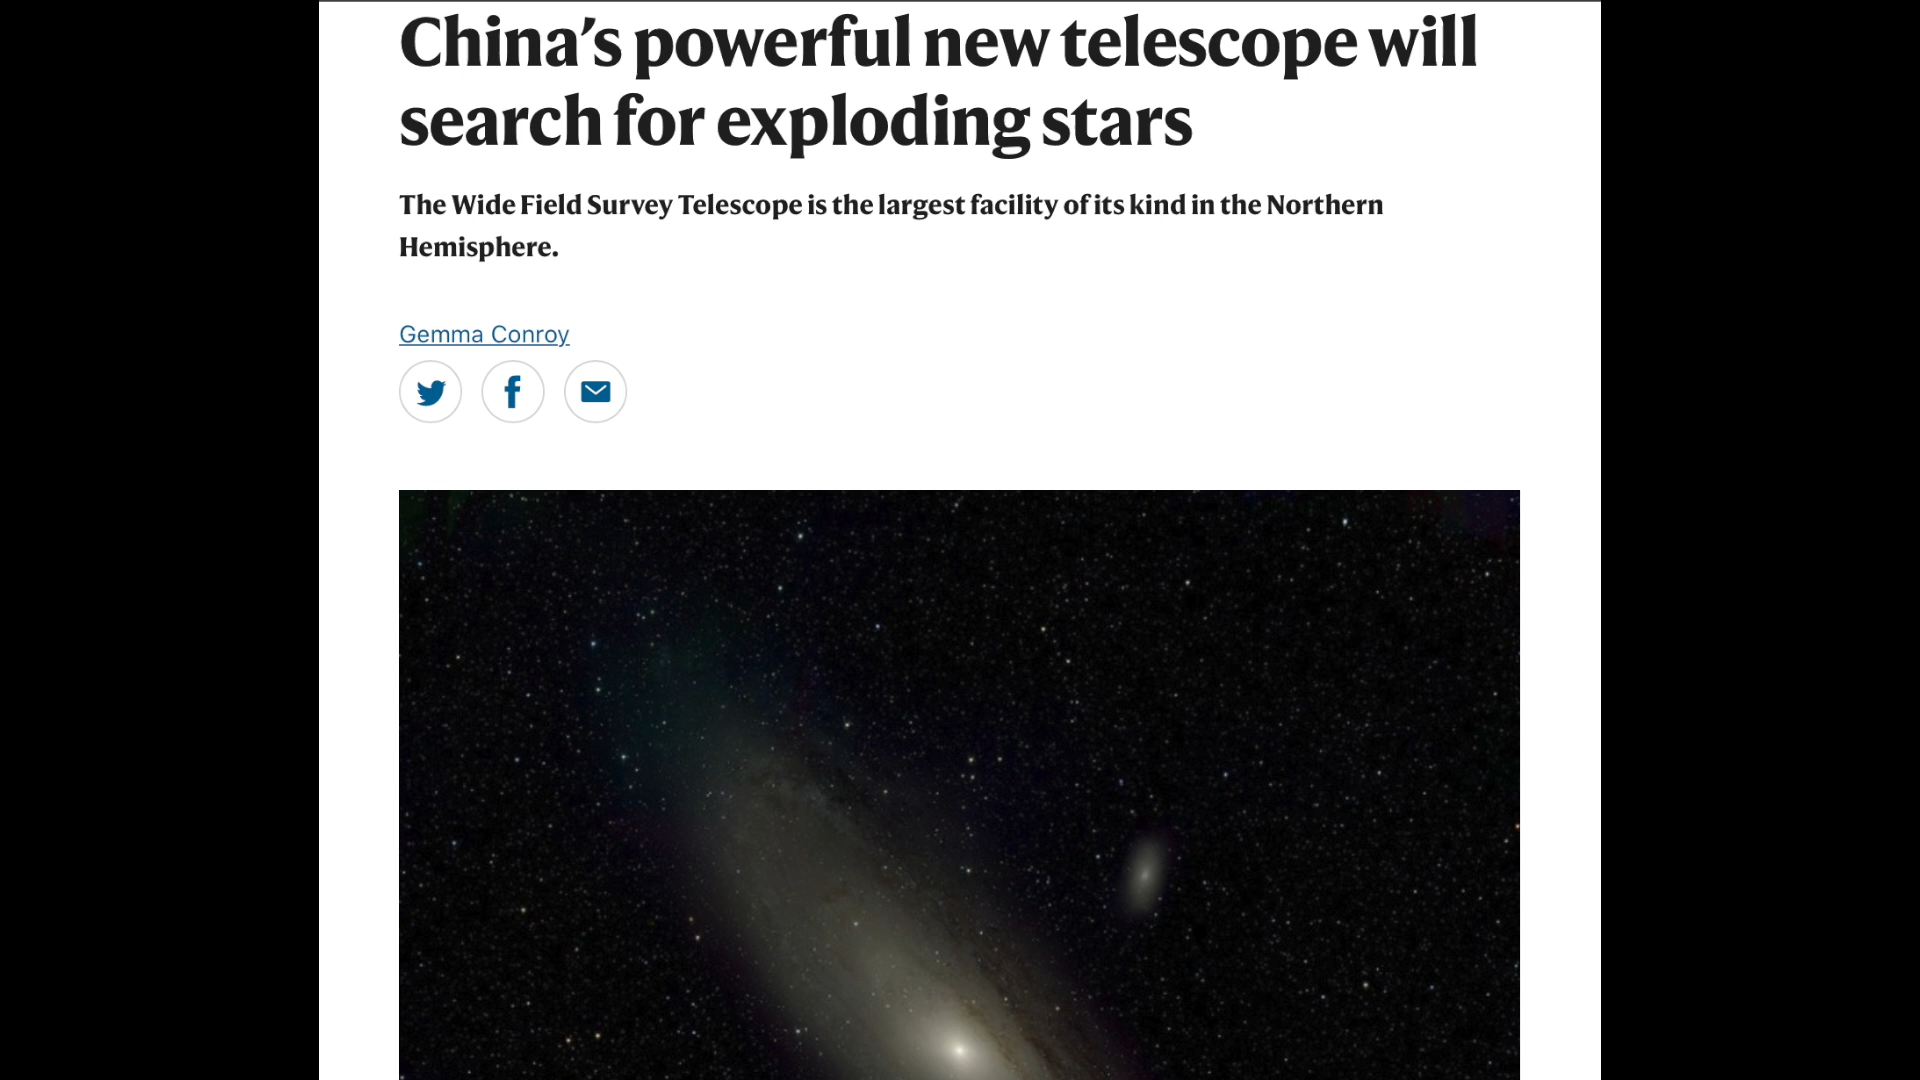 China’s powerful new telescope will
search for exploding stars
The Wide Field Survey Telescope is the largest facility of its kind in the Northern
Hemisphere.
Gemma Conroy